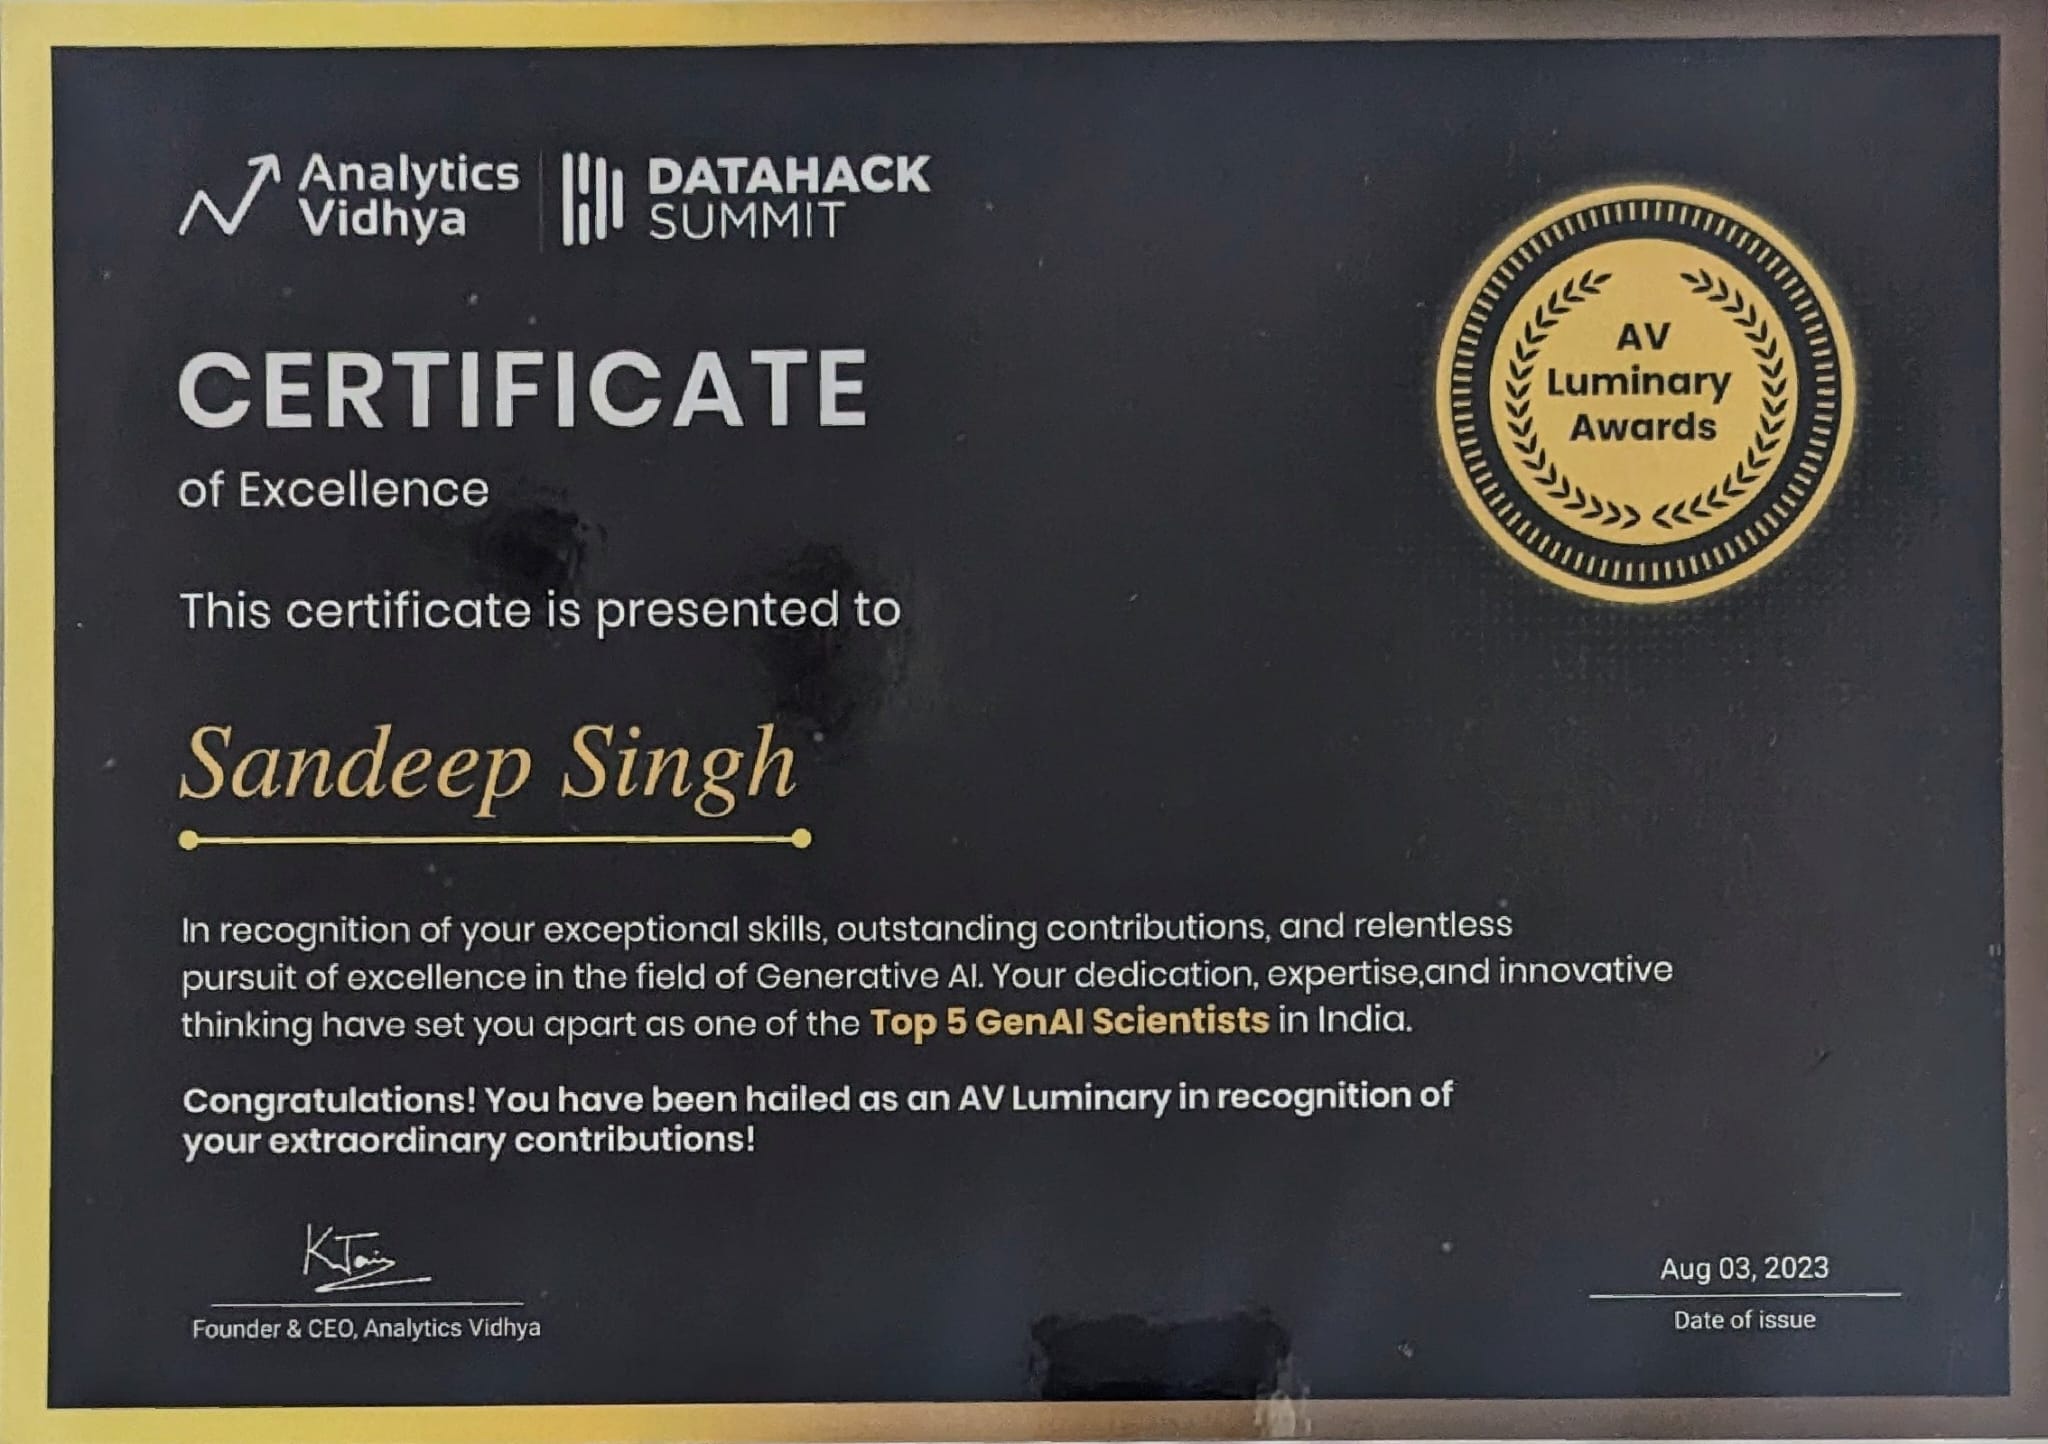 Analytics
Vidhya
DATAHACK
SUMMIT
AV
Luminary
Awards
CERTIFICATE
of Excellence
This certificate is presented to
Sandeep Singh
In recognition of your exceptional skills, outstanding contributions, and relentless
pursuit of excellence in the field of Generative AI. Your dedication, expertise,and innovative
thinking have set you apart as one of the Top 5 GenAI Scientists in India.
Congratulations! You have been hailed as an AV Luminary in recognition of
your extraordinary contributions!
KJain
Founder & CEO, Analytics Vidhya
Aug 03, 2023
Date of issue